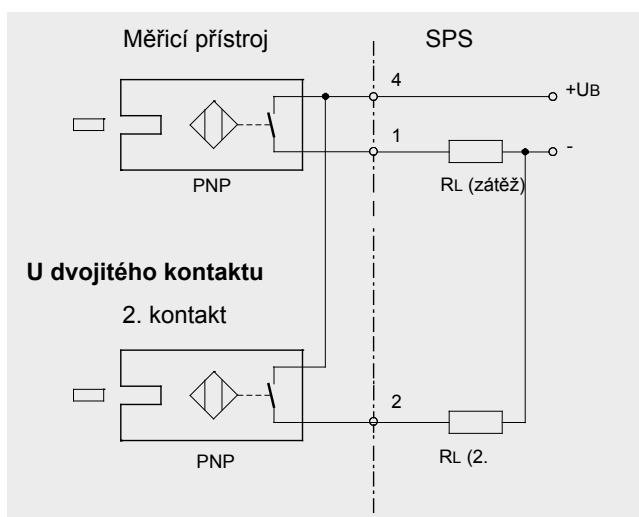 Měřicí přístroj
SPS
4
+UB
1
-
PNP
RL (zátěž)
U dvojitého kontaktu
2. kontakt
2
PNP
RL (2.